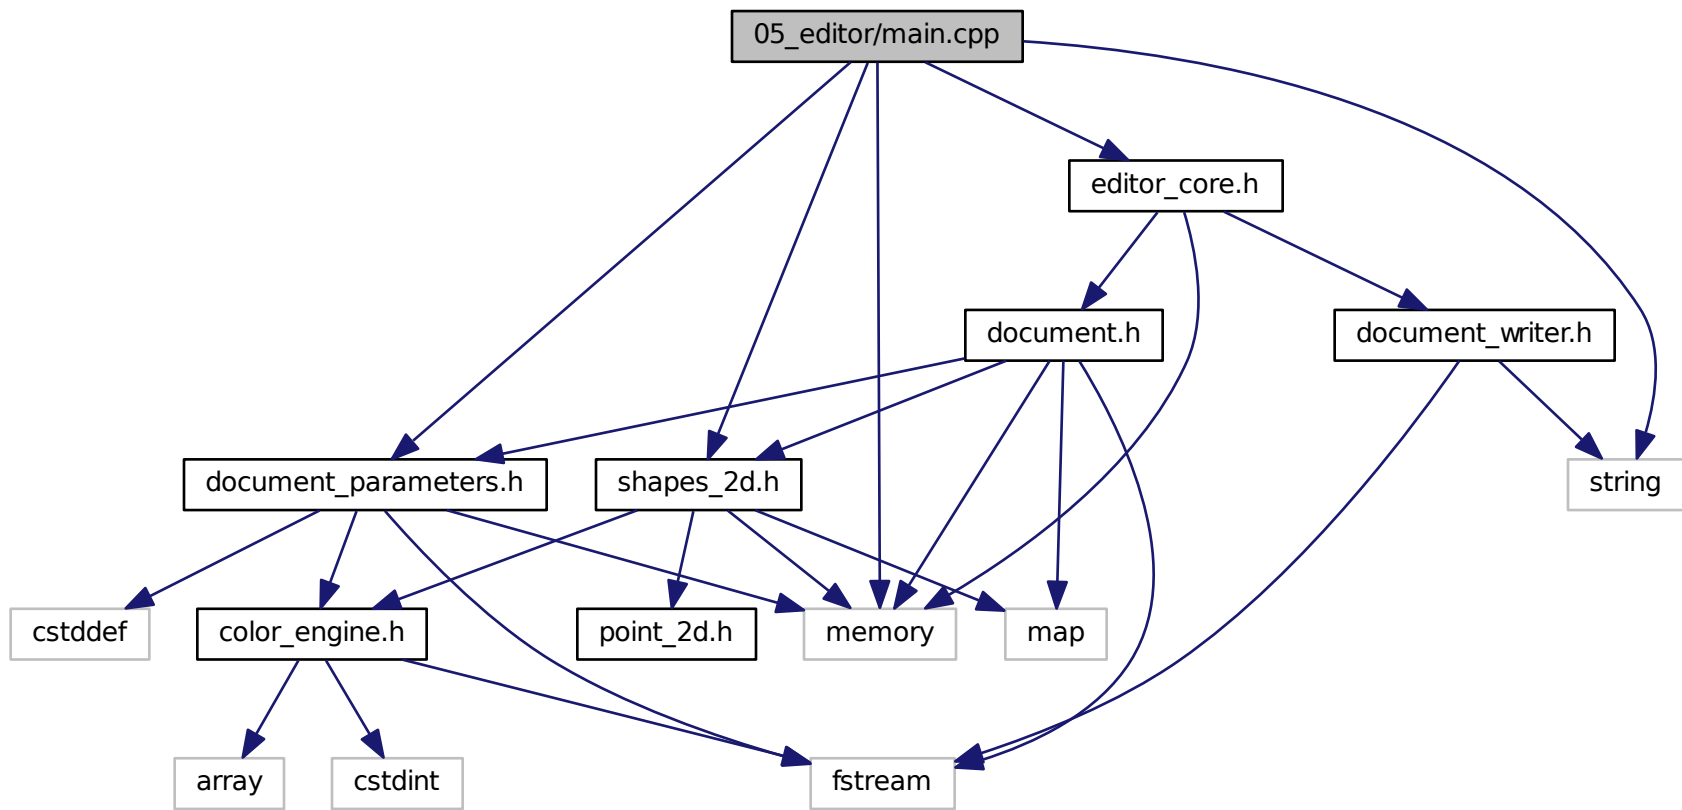 05_editor/main.cpp
editor_core.h
document.h
document_writer.h
document_parameters.h
shapes_2d.h
string
cstddef
color_engine.h
point_2d.h
memory
map
array
cstdint
fstream